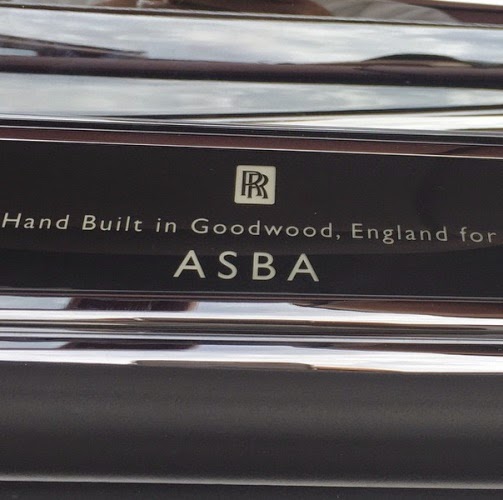 RR
Hand Built in Goodwood, England for
ASBA